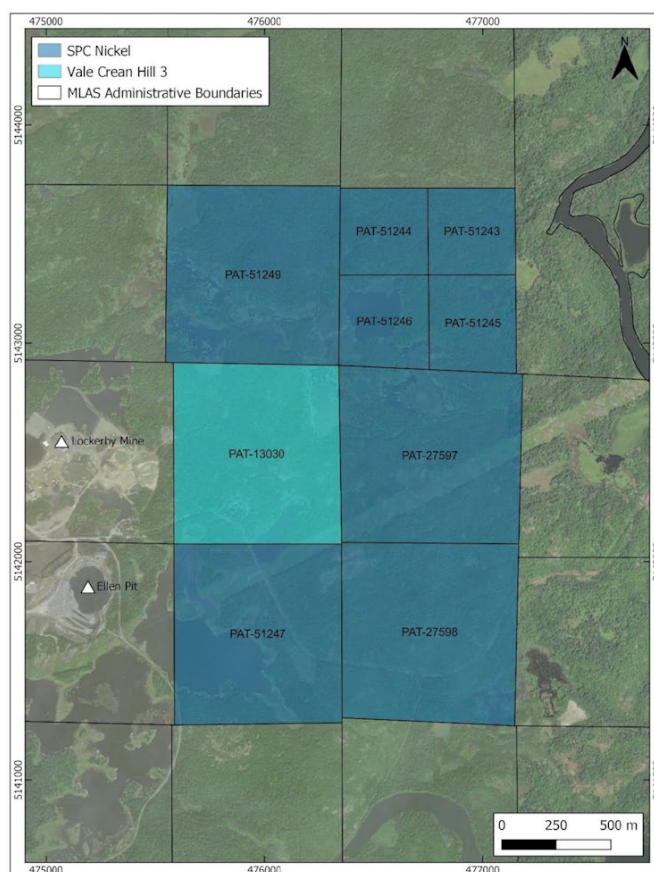 475000 476000 477000
SPC Nickel
Vale Crean Hill 3
MLAS Administrative Boundaries
N
5144000
PAT-51244 PAT-51243
PAT-51249
PAT-51246 PAT-51245
5143000
Lockerby Mine
PAT-13030 PAT-27597
5142000
Ellen Pit
PAT-51247 PAT-27598
5141000
0 250 500 m
475000 476000 477000